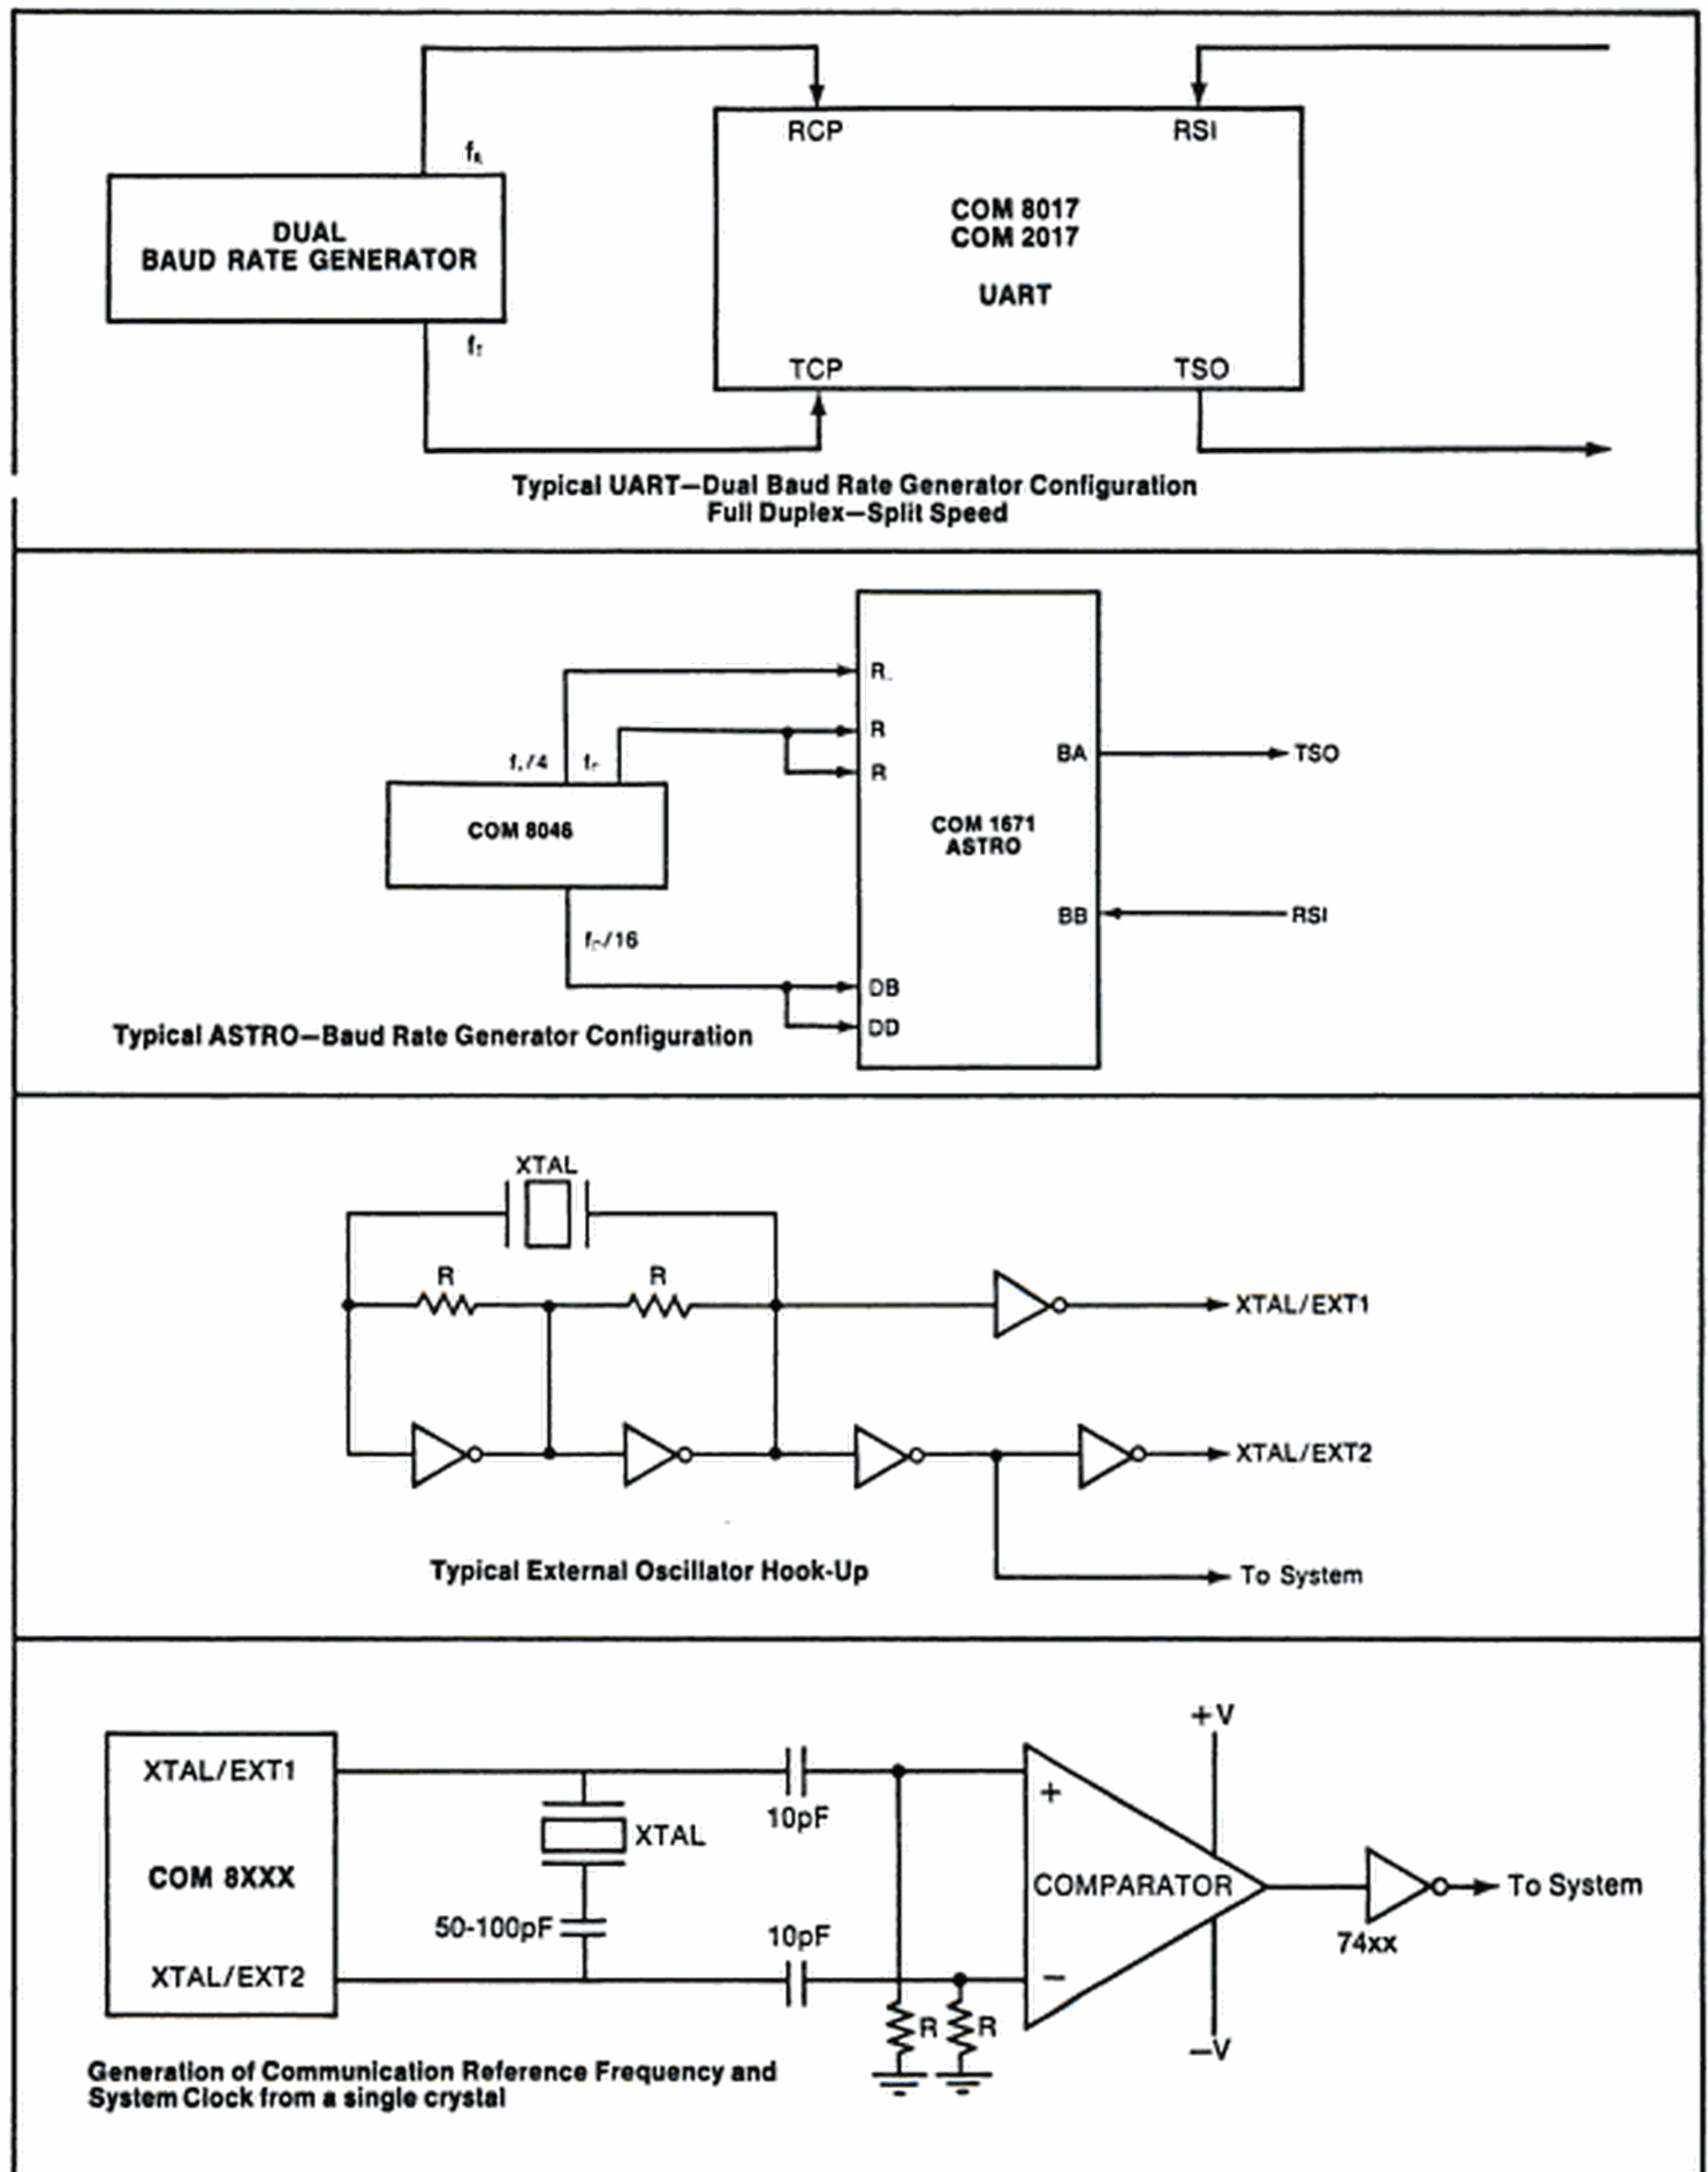 RCP
RSI
f_R
DUAL
BAUD RATE GENERATOR
COM 8017
COM 2017
UART
f_T
TCP
TSO
Typical UART—Dual Baud Rate Generator Configuration
Full Duplex—Split Speed
R
R
BA
TSO
R
COM 8046
COM 1671
ASTRO
BB
RSI
DB
DD
Typical ASTRO—Baud Rate Generator Configuration
XTAL
R
R
XTAL/EXT1
XTAL/EXT2
Typical External Oscillator Hook-Up
To System
+V
XTAL/EXT1
+
10pF
XTAL
COM 8XXX
COMPARATOR
To System
50-100pF
10pF
74xx
XTAL/EXT2
−
R
R
−V
Generation of Communication Reference Frequency and
System Clock from a single crystal